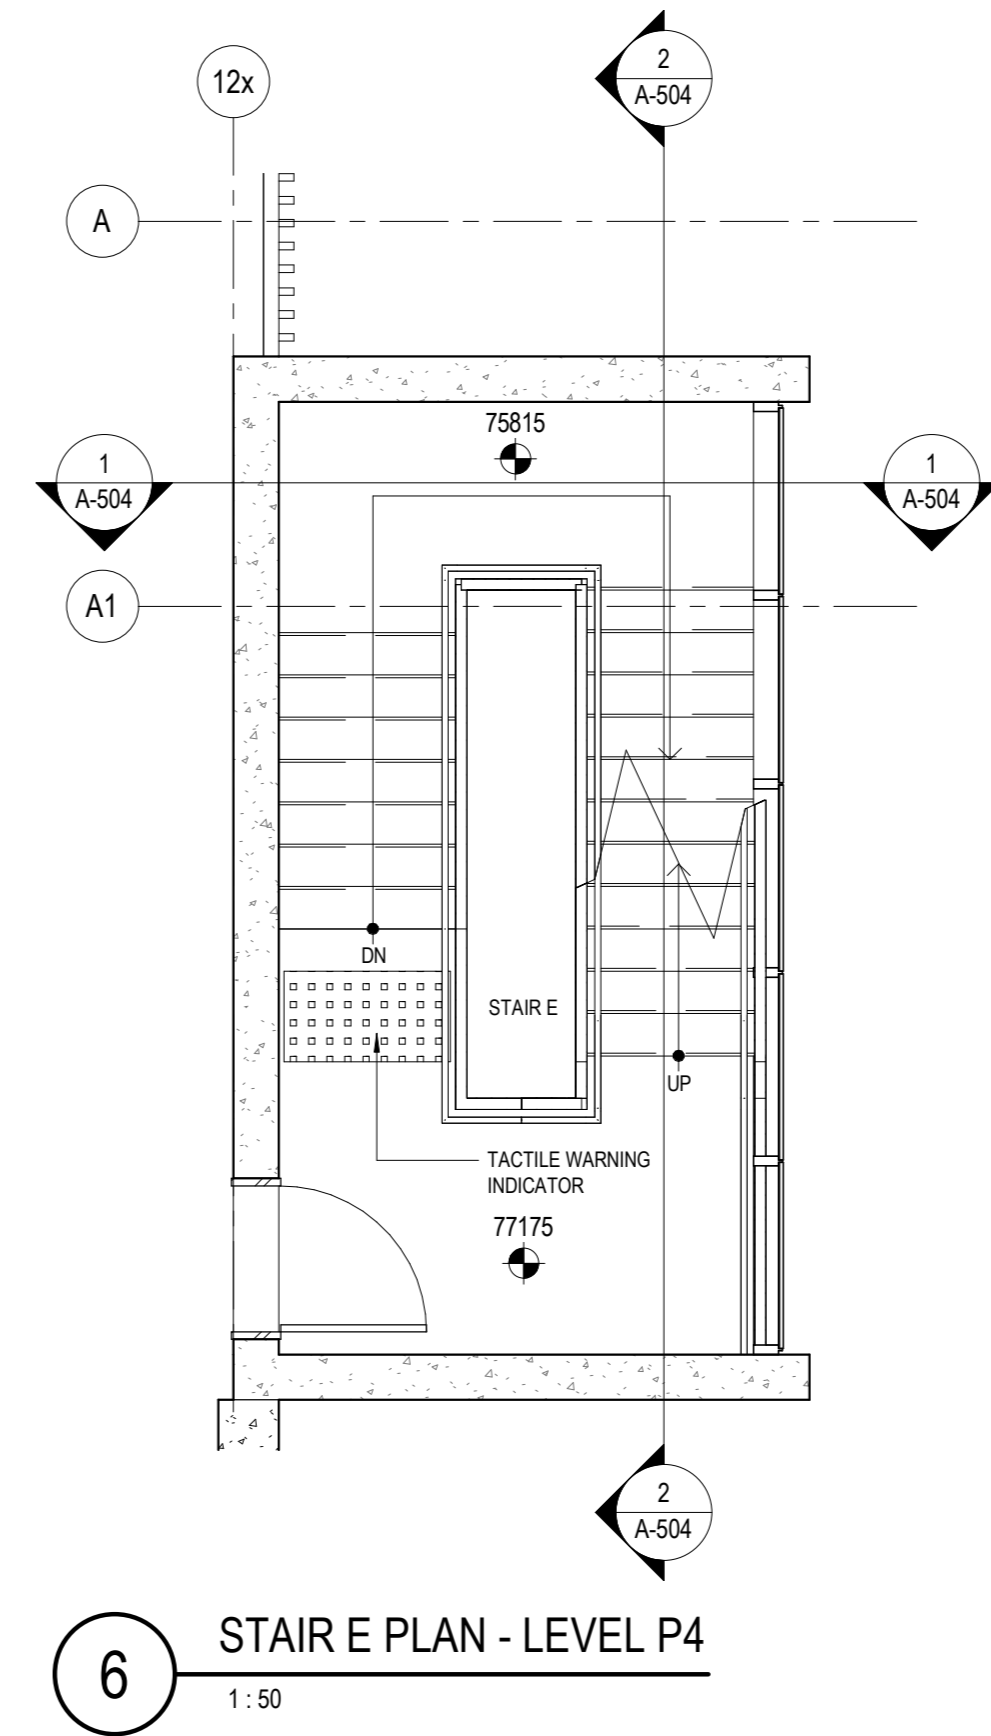 2
A-504
12x
A
75815
1
A-504
1
A-504
A1
DN
STAIR E
UP
TACTILE WARNING
INDICATOR
77175
2
A-504
6
STAIR E PLAN - LEVEL P4
1 : 50